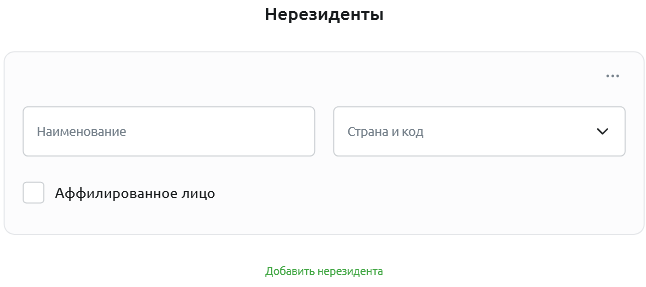 Нерезиденты
...
Наименование
Страна и код
Аффилированное лицо
Добавить нерезидента